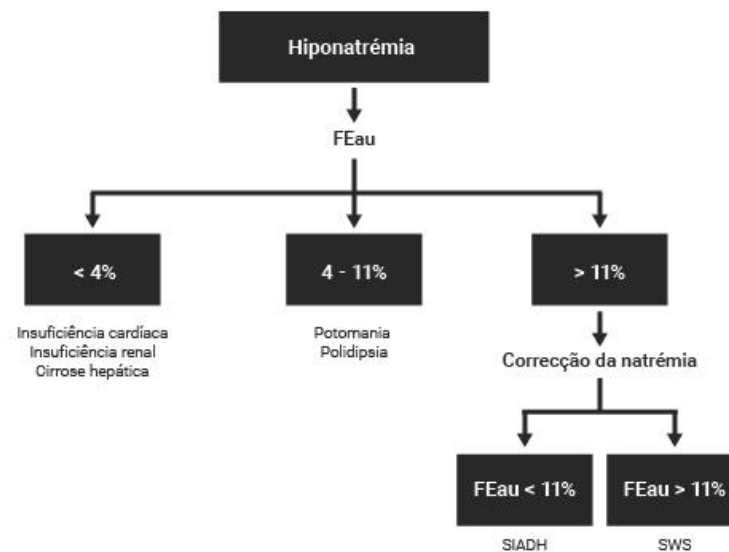 Hiponatrémia
FEau
< 4%
4 - 11%
> 11%
Insuficiência cardíaca
Insuficiência renal
Cirrose hepática
Potomania
Polidipsia
Correcção da natrémia
FEau < 11%
FEau > 11%
SIADH
SWS